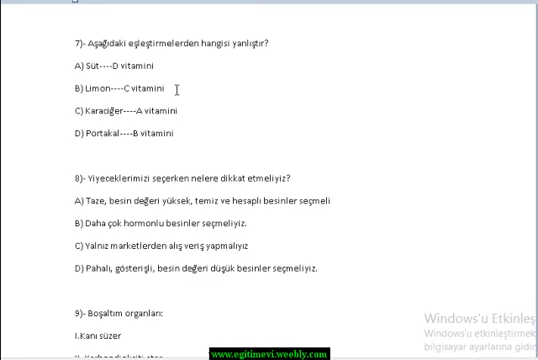 7)- Aşağıdaki eşleştirmelerden hangisi yanlıştır?
A) Süt----D vitamini
B) Limon----C vitamini
C) Karaciğer----A vitamini
D) Portakal----B vitamini
8)- Yiyeceklerimizi seçerken nelere dikkat etmeliyiz?
A) Taze, besin değeri yüksek, temiz ve hesaplı besinler seçmeli
B) Daha çok hormonlu besinler seçmeliyiz.
C) Yalnız marketlerden alış veriş yapmalıyız
D) Pahalı, gösterişli, besin değeri düşük besinler seçmeliyiz.
9)- Boşaltım organları:
I.Kanı süzer
Windows'u Etkinleş
Windows'u etkinleştirmek
bilgisayar ayarlarına gidin
www.egitimevi.weebly.com